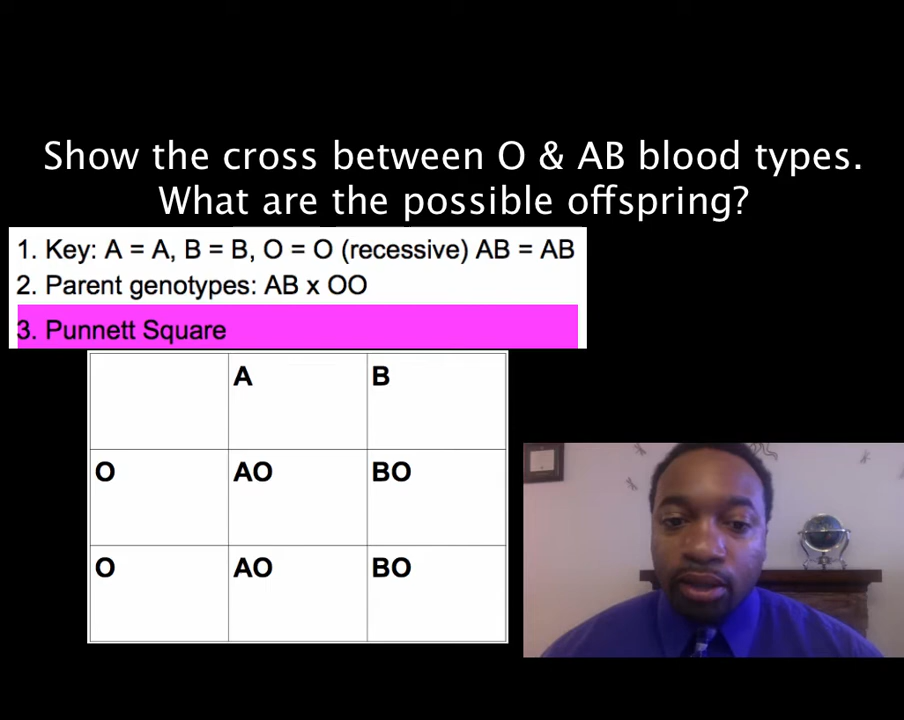 Show the cross between O & AB blood types.
What are the possible offspring?
1. Key: A = A, B = B, O = O (recessive) AB = AB
2. Parent genotypes: AB x OO
3. Punnett Square
A B
O AO BO
O AO BO